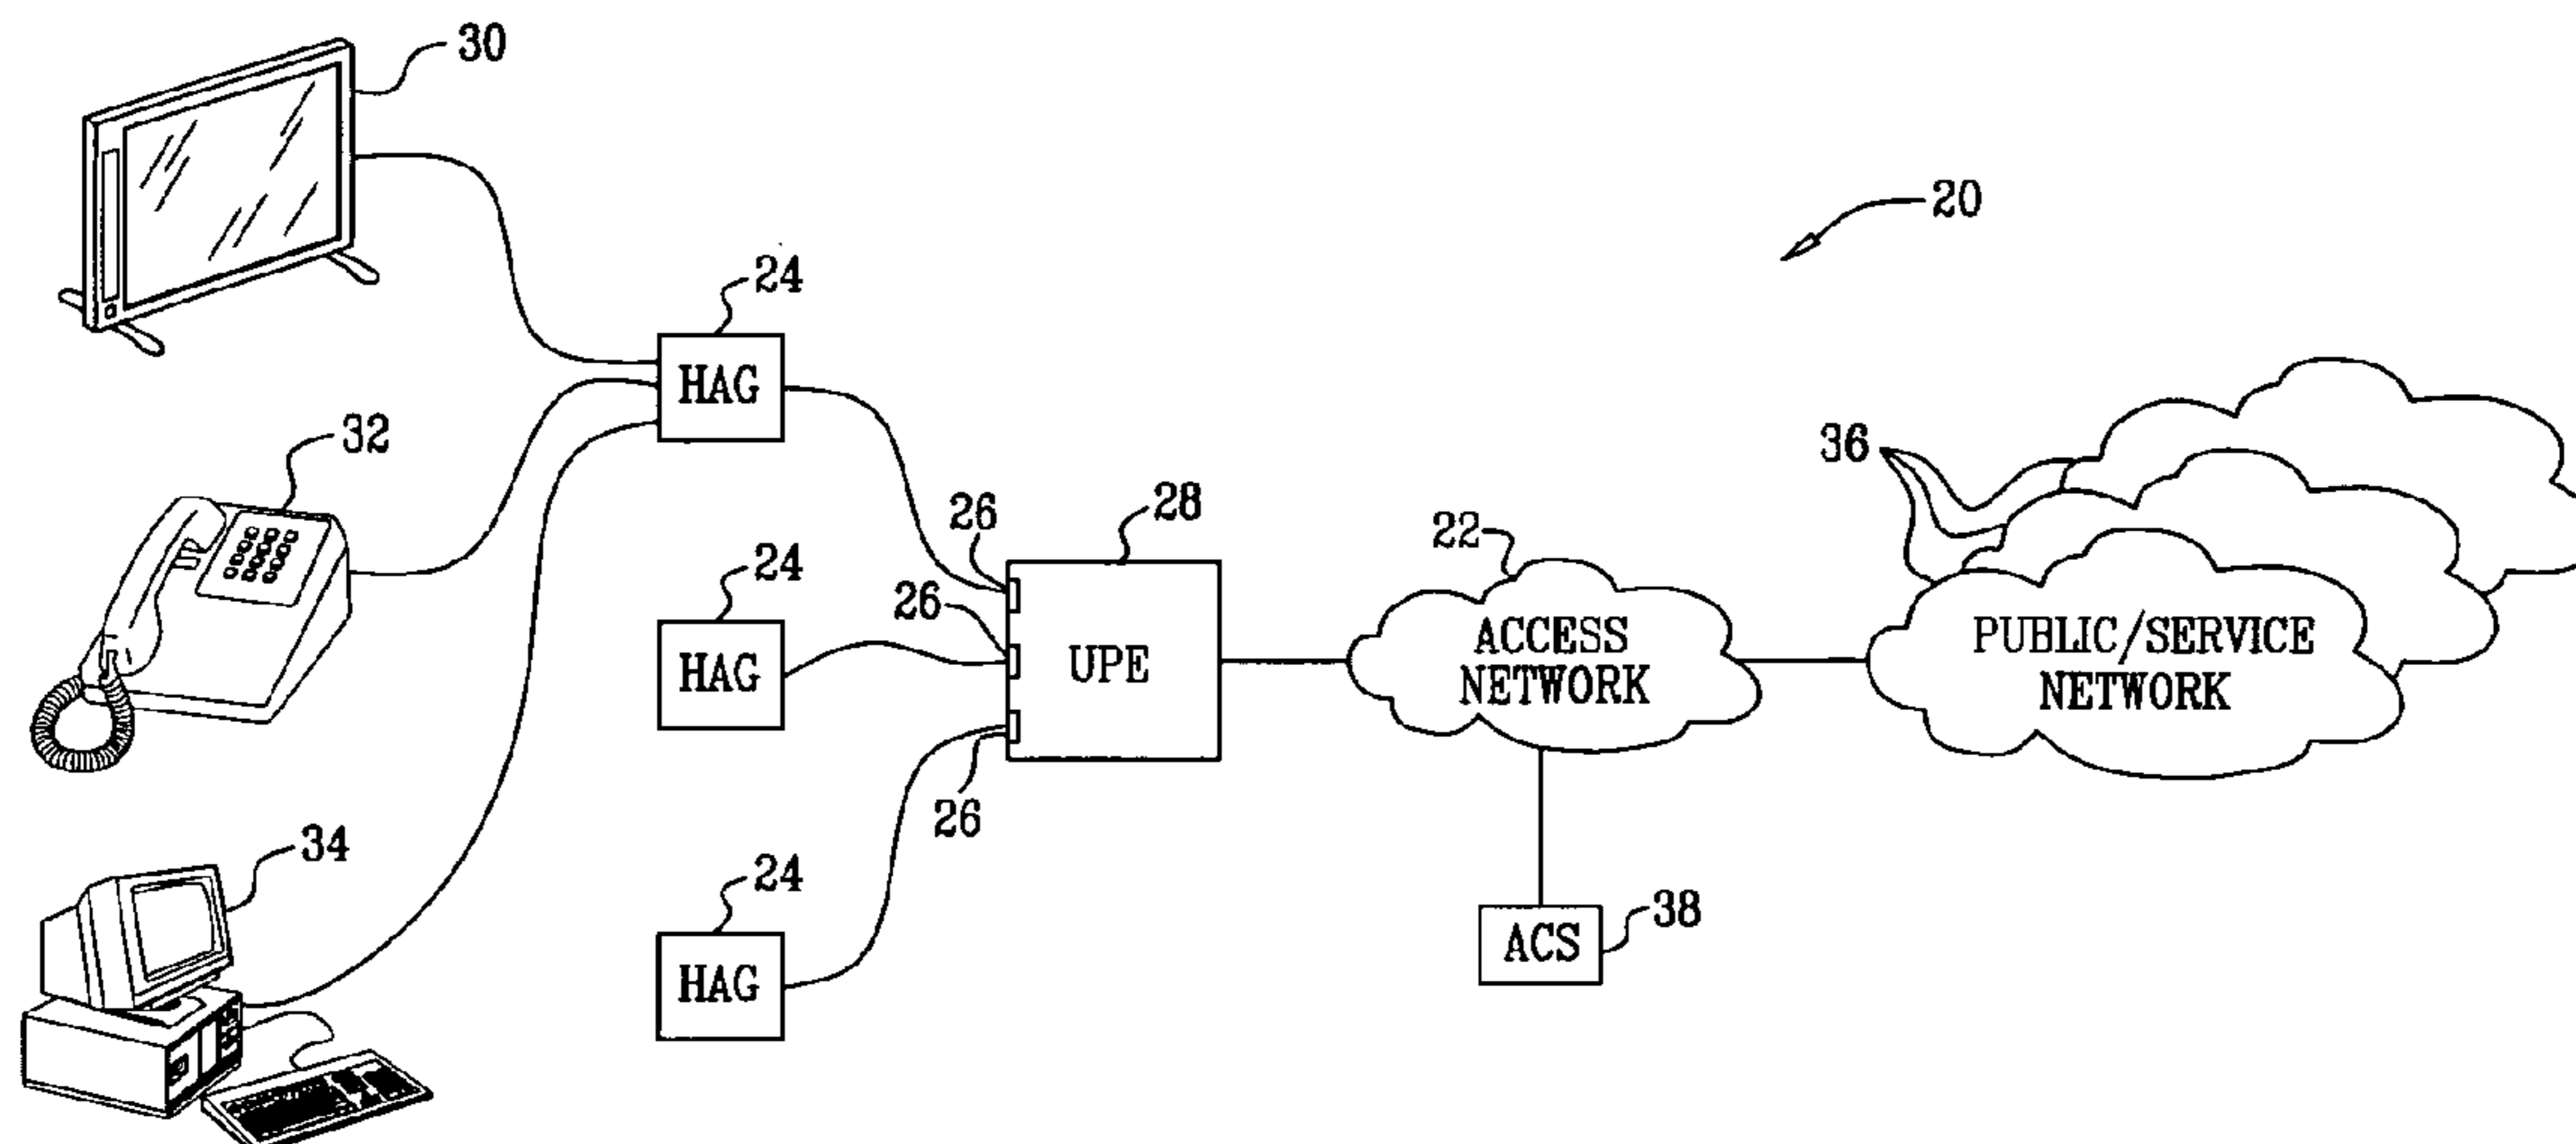 30
20
24
HAG
32
36
28
26
22
24
26
UPE
ACCESS
NETWORK
PUBLIC/SERVICE
NETWORK
HAG
26
34
24
38
ACS
HAG